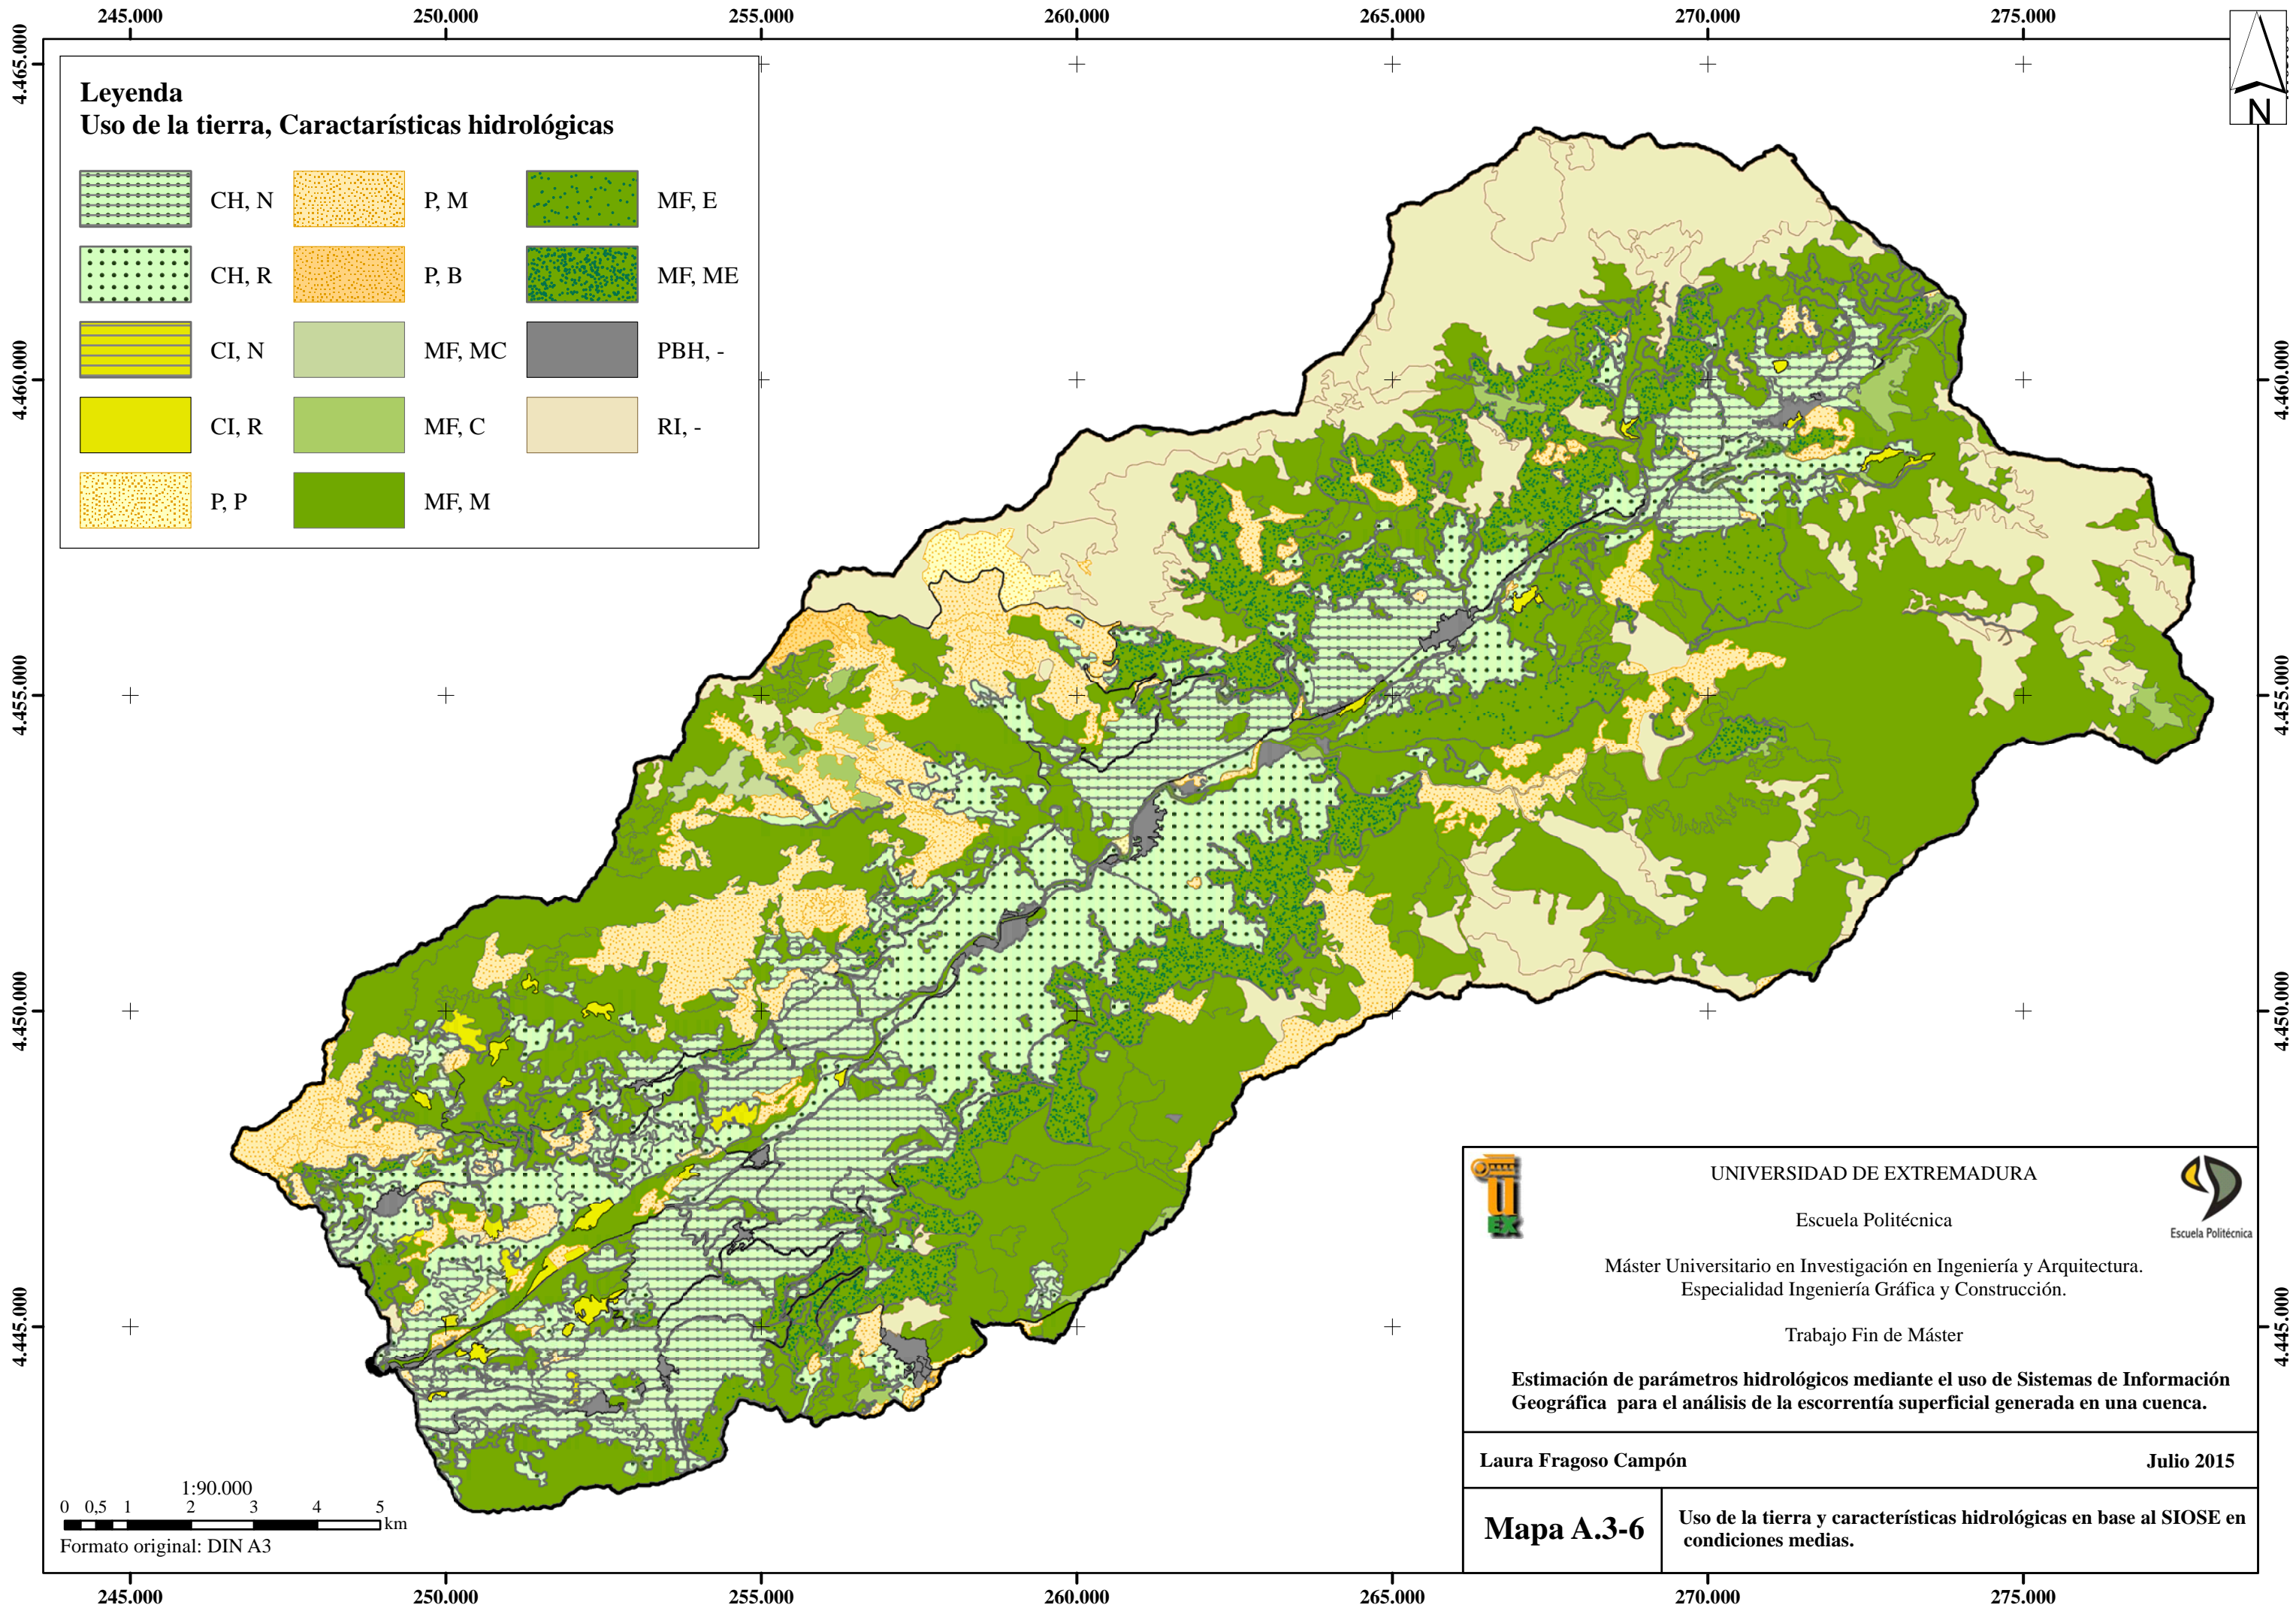 245.000 250.000 255.000 260.000 265.000 270.000 275.000
4.465.000
4.460.000 4.460.000
4.455.000 4.455.000
4.450.000 4.450.000
4.445.000 4.445.000
N
Leyenda
Uso de la tierra, Caractarísticas hidrológicas
CH, N P, M MF, E
CH, R P, B MF, ME
CI, N MF, MC PBH, -
CI, R MF, C RI, -
P, P MF, M
1:90.000
0 0,5 1 2 3 4 5
km
Formato original: DIN A3
UEX
Escuela Politécnica
UNIVERSIDAD DE EXTREMADURA
Escuela Politécnica
Máster Universitario en Investigación en Ingeniería y Arquitectura.
Especialidad Ingeniería Gráfica y Construcción.
Trabajo Fin de Máster
Estimación de parámetros hidrológicos mediante el uso de Sistemas de Información
Geográfica para el análisis de la escorrentía superficial generada en una cuenca.
Laura Fragoso Campón Julio 2015
Mapa A.3-6
Uso de la tierra y características hidrológicas en base al SIOSE en
condiciones medias.
245.000 250.000 255.000 260.000 265.000 270.000 275.000